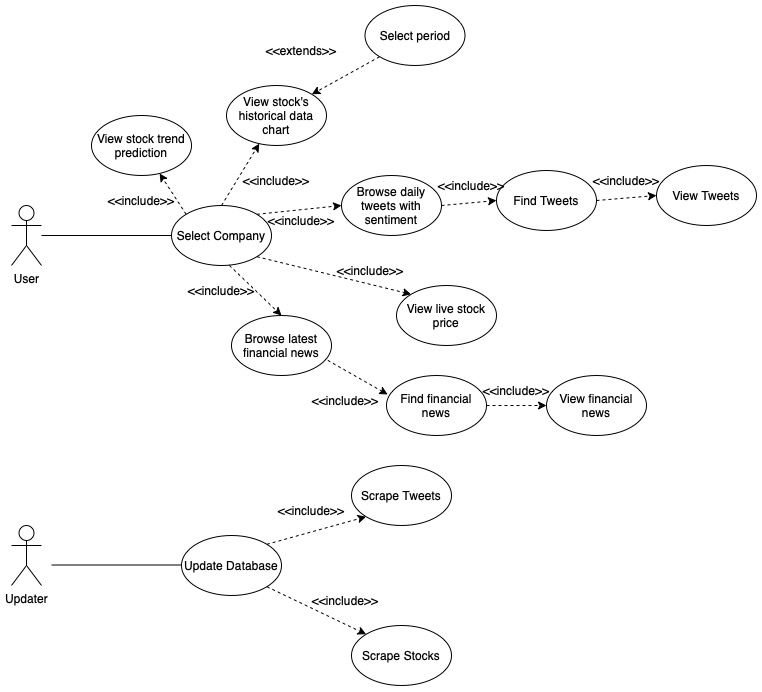 Select period
<<extends>>
View stock's
historical data
chart
View stock trend
prediction
<<include>>
<<include>>
Browse daily
tweets with
sentiment
<<include>>
<<include>>
Find Tweets
<<include>>
View Tweets
Select Company
User
<<include>>
<<include>>
View live stock
price
Browse latest
financial news
<<include>>
Find financial
news
<<include>>
View financial
news
Scrape Tweets
<<include>>
Update Database
Updater
<<include>>
Scrape Stocks